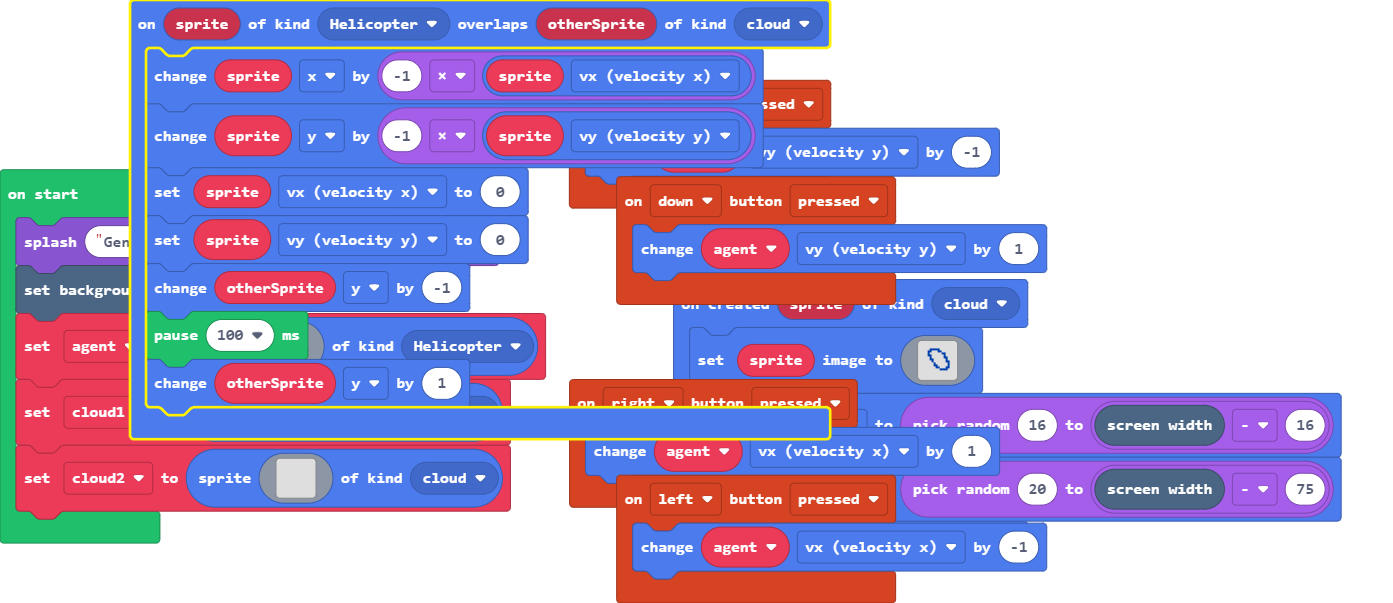 on sprite of kind Helicopter overlaps otherSprite of kind cloud
change sprite x by -1 × sprite vx (velocity x)
change sprite y by -1 × sprite vy (velocity y)
set sprite vx (velocity x) to 0
set sprite vy (velocity y) to 0
change otherSprite y by -1
pause 100 ms
change otherSprite y by 1
on start
splash "Gen
set backgrou
set agent of kind Helicopter
set cloud1
set cloud2 to sprite of kind cloud
ssed
vy (velocity y) by -1
on down button pressed
change agent vy (velocity y) by 1
on created sprite of kind cloud
set sprite image to
to pick random 16 to screen width - 16
pick random 20 to screen width - 75
on right button pressed
change agent vx (velocity x) by 1
on left button pressed
change agent vx (velocity x) by -1